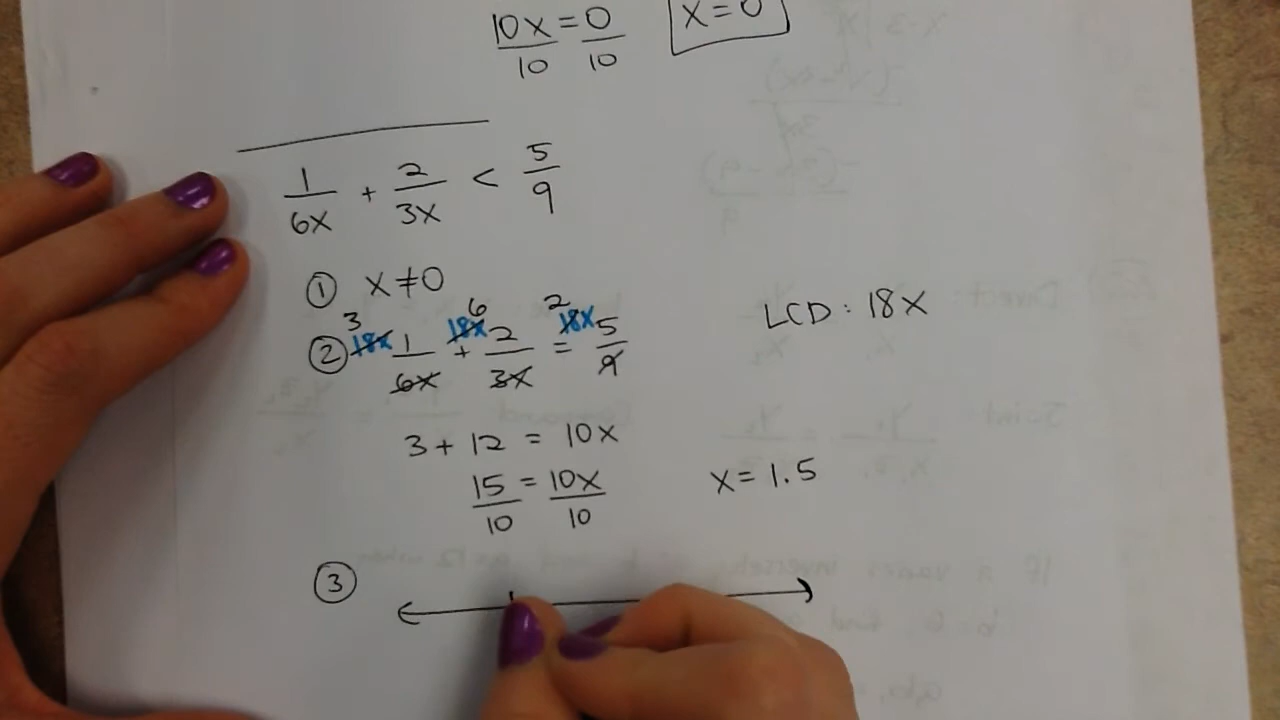 10x = 0 x = 0
10 10
1/6x + 2/3x < 5/9
① x ≠ 0
3 6 2
② 18x 1/6x + 18x 2/3x = 18x 5/9 LCD: 18x
3 + 12 = 10x
15 = 10x x = 1.5
10 10
③